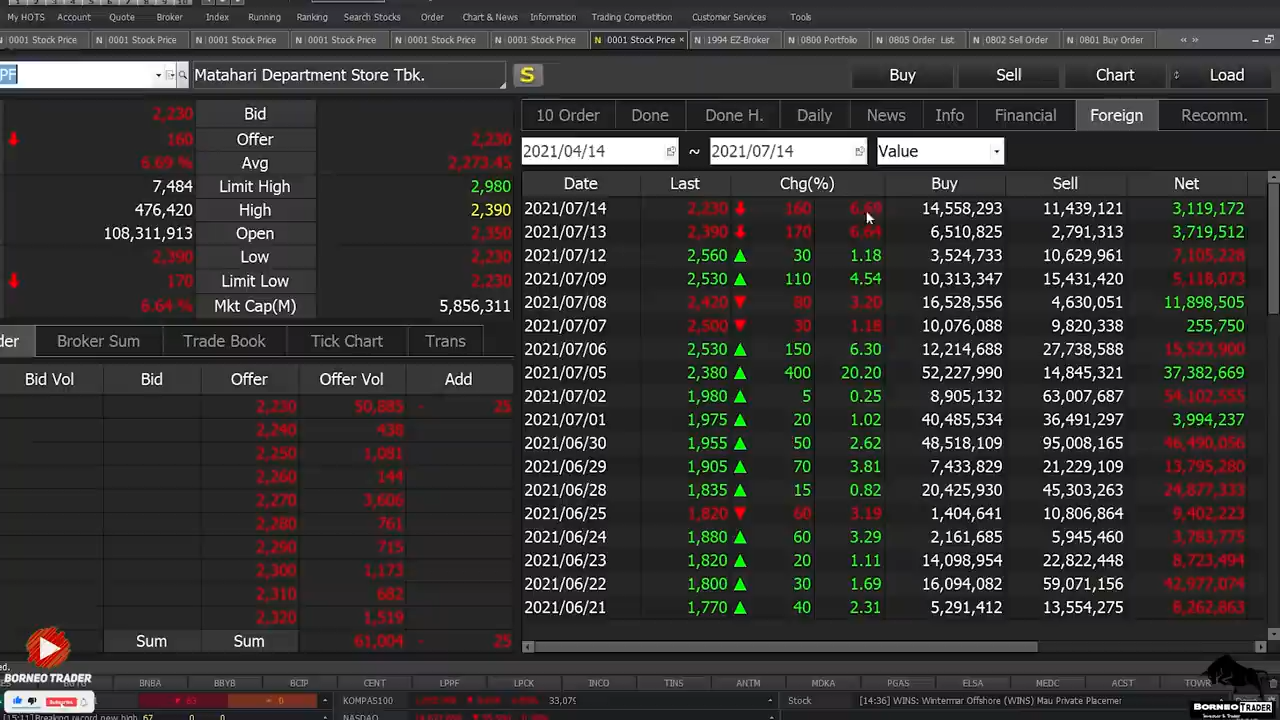 My HOTS Account Quote Broker Index Running Ranking Search Stocks Order Chart & News Information Trading Competition Customer Services Tools
0001 Stock Price N 0001 Stock Price N 0001 Stock Price N 0001 Stock Price N 0001 Stock Price N 0001 Stock Price N 0001 Stock Price × N 1994 EZ-Broker N 0800 Portfolio N 0805 Order List N 0802 Sell Order N 0801 Buy Order
PF Matahari Department Store Tbk. S Buy Sell Chart Load
10 Order Done Done H. Daily News Info Financial Foreign Recomm.
2021/04/14 ~ 2021/07/14 Value
2,230 Bid
160 Offer 2,230
6.69 % Avg 2,273.45
7,484 Limit High 2,980
476,420 High 2,390
108,311,913 Open 2,350
2,390 Low 2,230
170 Limit Low 2,230
6.64 % Mkt Cap(M) 5,856,311
der Broker Sum Trade Book Tick Chart Trans
Bid Vol Bid Offer Offer Vol Add
2,230 50,885 - 25
2,240 438
2,250 1,081
2,260 144
2,270 3,606
2,280 761
2,290 715
2,300 1,173
2,310 682
2,320 1,519
Sum Sum 61,004 - 25
Date Last Chg(%) Buy Sell Net
2021/07/14 2,230 160 6.69 14,558,293 11,439,121 3,119,172
2021/07/13 2,390 170 6.64 6,510,825 2,791,313 3,719,512
2021/07/12 2,560 30 1.18 3,524,733 10,629,961 7,105,228
2021/07/09 2,530 110 4.54 10,313,347 15,431,420 5,118,073
2021/07/08 2,420 80 3.20 16,528,556 4,630,051 11,898,505
2021/07/07 2,500 30 1.18 10,076,088 9,820,338 255,750
2021/07/06 2,530 150 6.30 12,214,688 27,738,588 15,523,900
2021/07/05 2,380 400 20.20 52,227,990 14,845,321 37,382,669
2021/07/02 1,980 5 0.25 8,905,132 63,007,687 54,102,555
2021/07/01 1,975 20 1.02 40,485,534 36,491,297 3,994,237
2021/06/30 1,955 50 2.62 48,518,109 95,008,165 46,490,056
2021/06/29 1,905 70 3.81 7,433,829 21,229,109 13,795,280
2021/06/28 1,835 15 0.82 20,425,930 45,303,263 24,877,333
2021/06/25 1,820 60 3.19 1,404,641 10,806,864 9,402,223
2021/06/24 1,880 60 3.29 2,161,685 5,945,460 3,783,775
2021/06/23 1,820 20 1.11 14,098,954 22,822,448 8,723,494
2021/06/22 1,800 30 1.69 16,094,082 59,071,156 42,977,074
2021/06/21 1,770 40 2.31 5,291,412 13,554,275 8,262,863
BORNEO TRADER
BNBA BBYB BCIP CENT LPPF LPCK INCO TINS ANTM MDKA PGAS ELSA MEDC ACST TOWR
KOMPAS100 33,075 Stock [14:36] Wintermar Offshore (WINS) Mau Private Placemer
Breaking record new high 67 0 0 NASDAQ
BORNEO TRADER